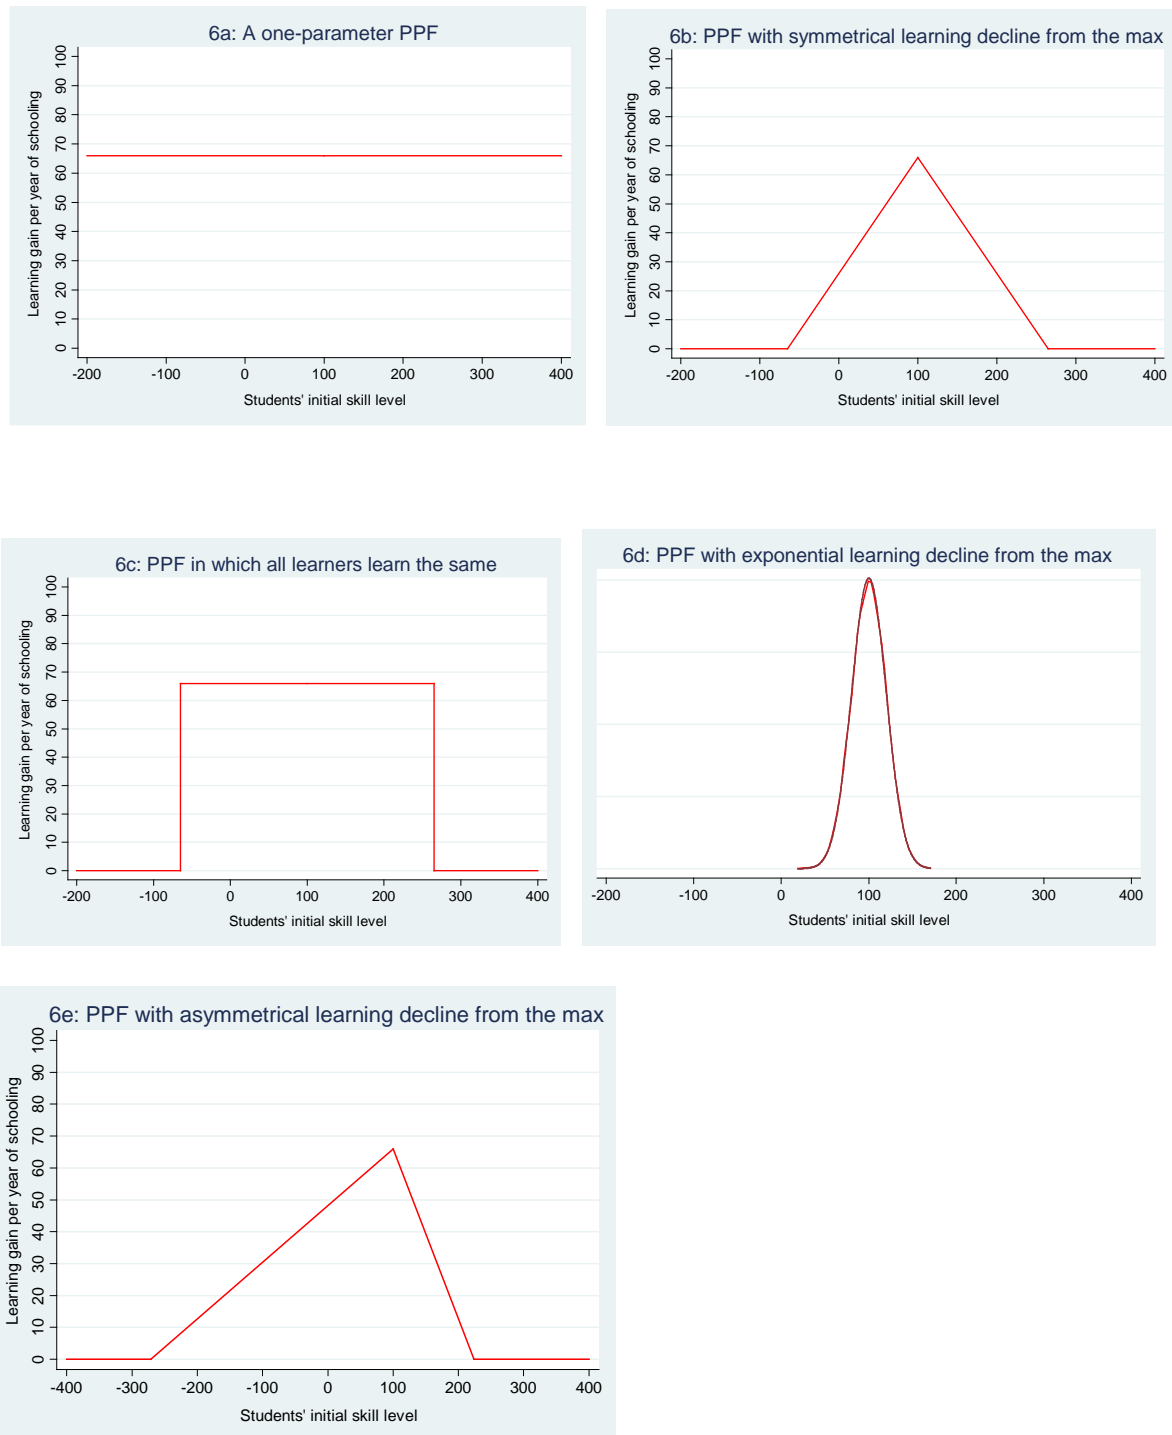 6a: A one-parameter PPF
Learning gain per year of schooling
100
90
80
70
60
50
40
30
20
10
0
-200 -100 0 100 200 300 400
Students' initial skill level
6b: PPF with symmetrical learning decline from the max
Learning gain per year of schooling
100
90
80
70
60
50
40
30
20
10
0
-200 -100 0 100 200 300 400
Students' initial skill level
6c: PPF in which all learners learn the same
Learning gain per year of schooling
100
90
80
70
60
50
40
30
20
10
0
-200 -100 0 100 200 300 400
Students' initial skill level
6d: PPF with exponential learning decline from the max
-200 -100 0 100 200 300 400
Students' initial skill level
6e: PPF with asymmetrical learning decline from the max
Learning gain per year of schooling
100
90
80
70
60
50
40
30
20
10
0
-400 -300 -200 -100 0 100 200 300 400
Students' initial skill level